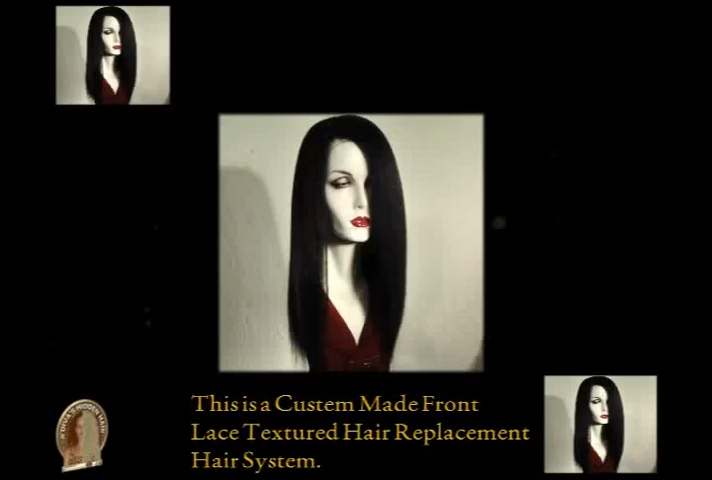 This is a Custem Made Front
Lace Textured Hair Replacement
Hair System.